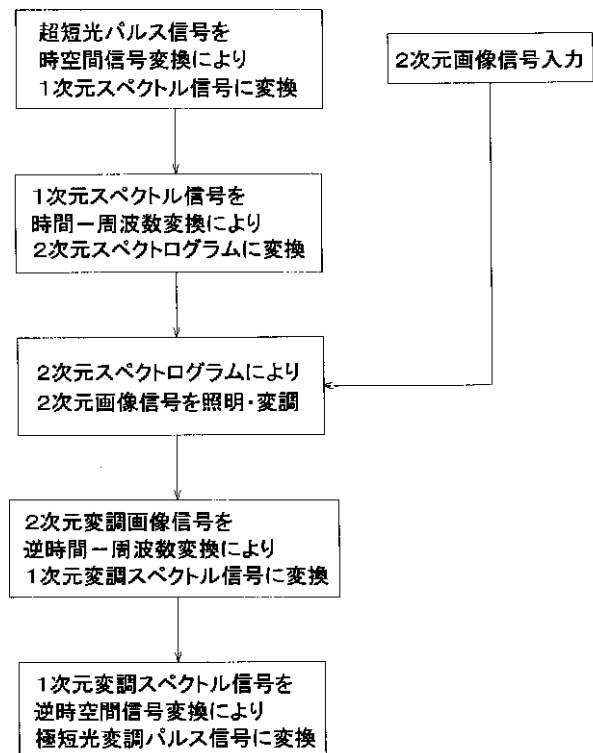 超短光パルス信号を
時空間信号変換により
1次元スペクトル信号に変換
2次元画像信号入力
1次元スペクトル信号を
時間－周波数変換により
2次元スペクトログラムに変換
2次元スペクトログラムにより
2次元画像信号を照明・変調
2次元変調画像信号を
逆時間－周波数変換により
1次元変調スペクトル信号に変換
1次元変調スペクトル信号を
逆時空間信号変換により
極短光変調パルス信号に変換